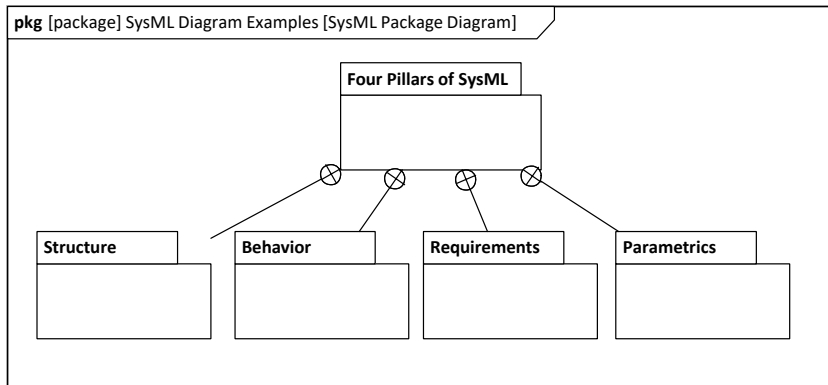 pkg [package] SysML Diagram Examples [SysML Package Diagram]
Four Pillars of SysML
Structure
Behavior
Requirements
Parametrics